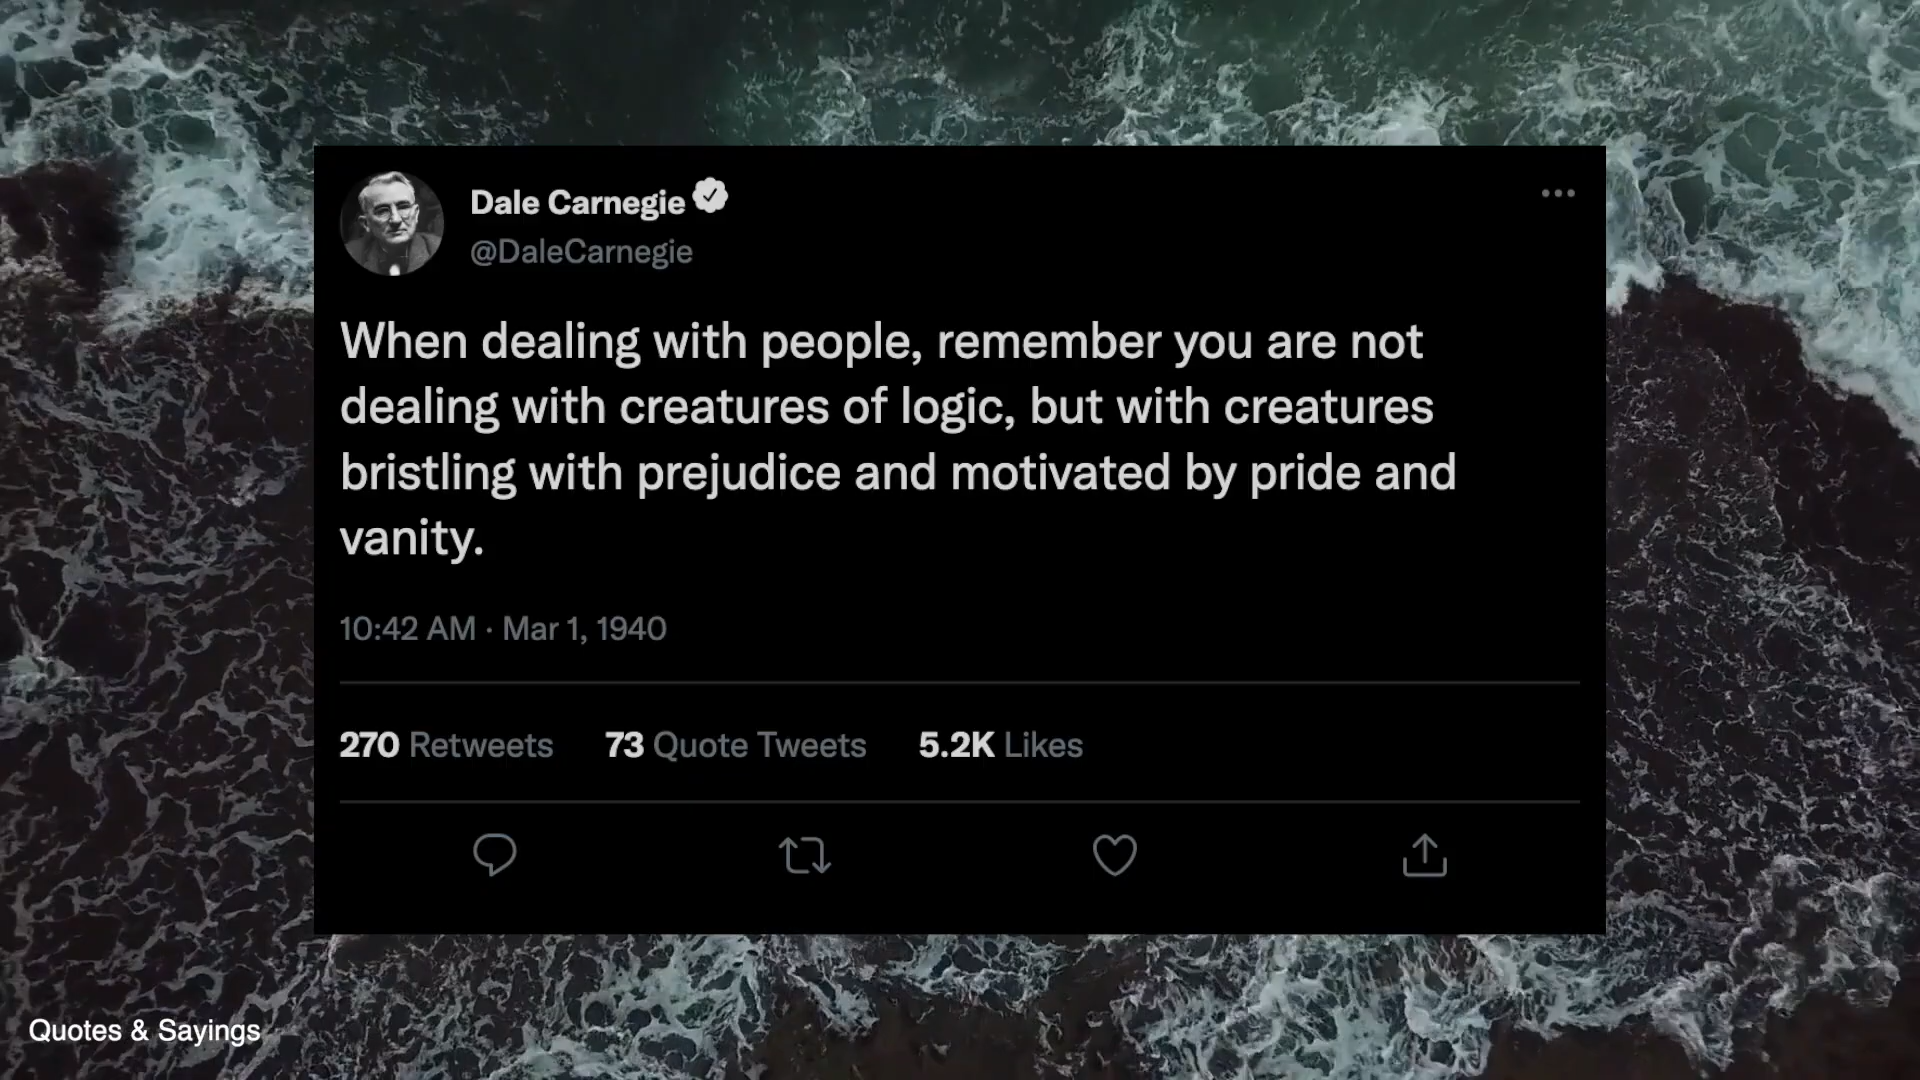 Dale Carnegie
@DaleCarnegie
When dealing with people, remember you are not
dealing with creatures of logic, but with creatures
bristling with prejudice and motivated by pride and
vanity.
10:42 AM · Mar 1, 1940
270 Retweets 73 Quote Tweets 5.2K Likes
Quotes & Sayings